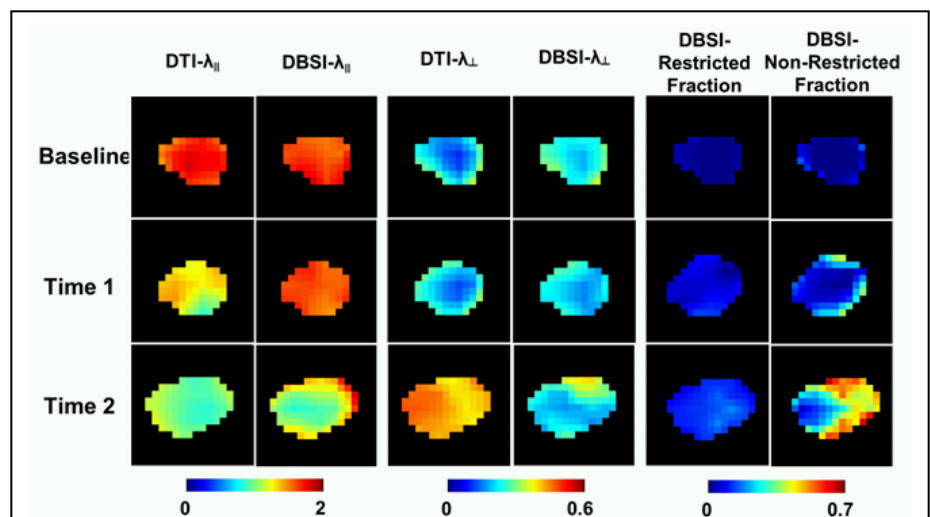 DTI-λ||
DBSI-λ||
DTI-λ⊥
DBSI-λ⊥
DBSI-
Restricted
Fraction
DBSI-
Non-Restricted
Fraction
Baseline
Time 1
Time 2
0 2
0 0.6
0 0.7